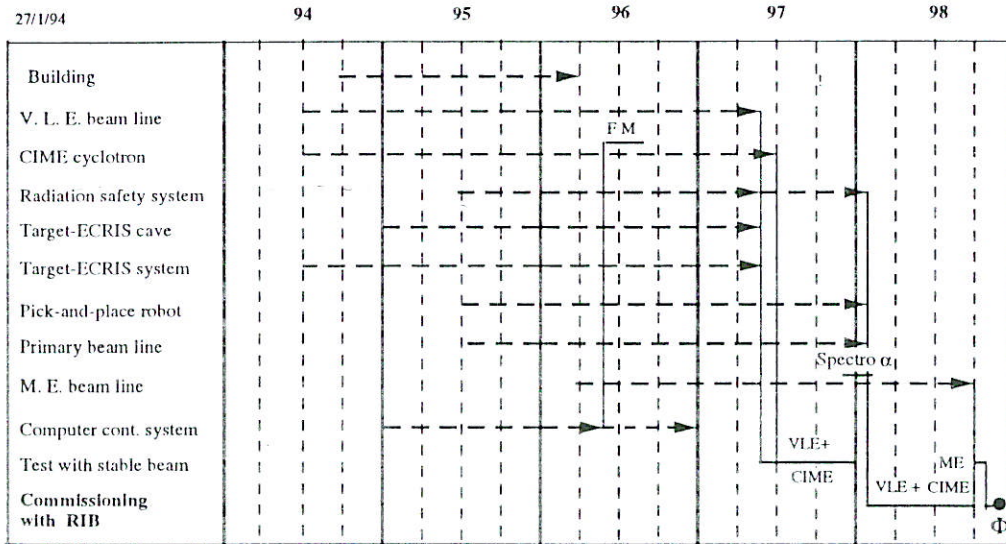 27/1/94 94 95 96 97 98
Building
V. L. E. beam line
F M
CIME cyclotron
Radiation safety system
Target-ECRIS cave
Target-ECRIS system
Pick-and-place robot
Primary beam line
Spectro α
M. E. beam line
Computer cont. system
VLE+
Test with stable beam
ME
CIME
VLE+ CIME
Commissioning
with RIB
Φ